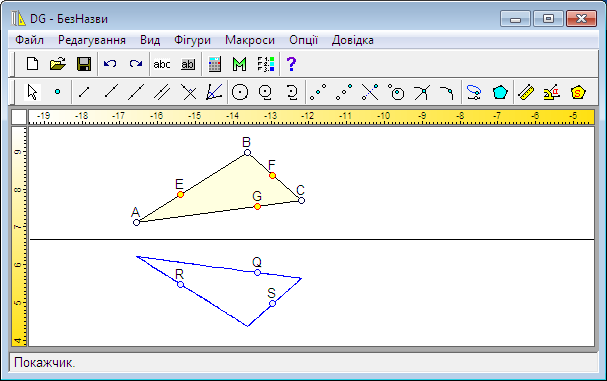 DG - БезНазви
Файл Редагування Вид Фігури Макроси Опції Довідка
abc ab M ?
-19 -18 -17 -16 -15 -14 -13 -12 -11 -10 -9 -8 -7 -6 -5
9
8
7
6
5
4
B
F
E
C
G
A
Q
R
S
Покажчик.